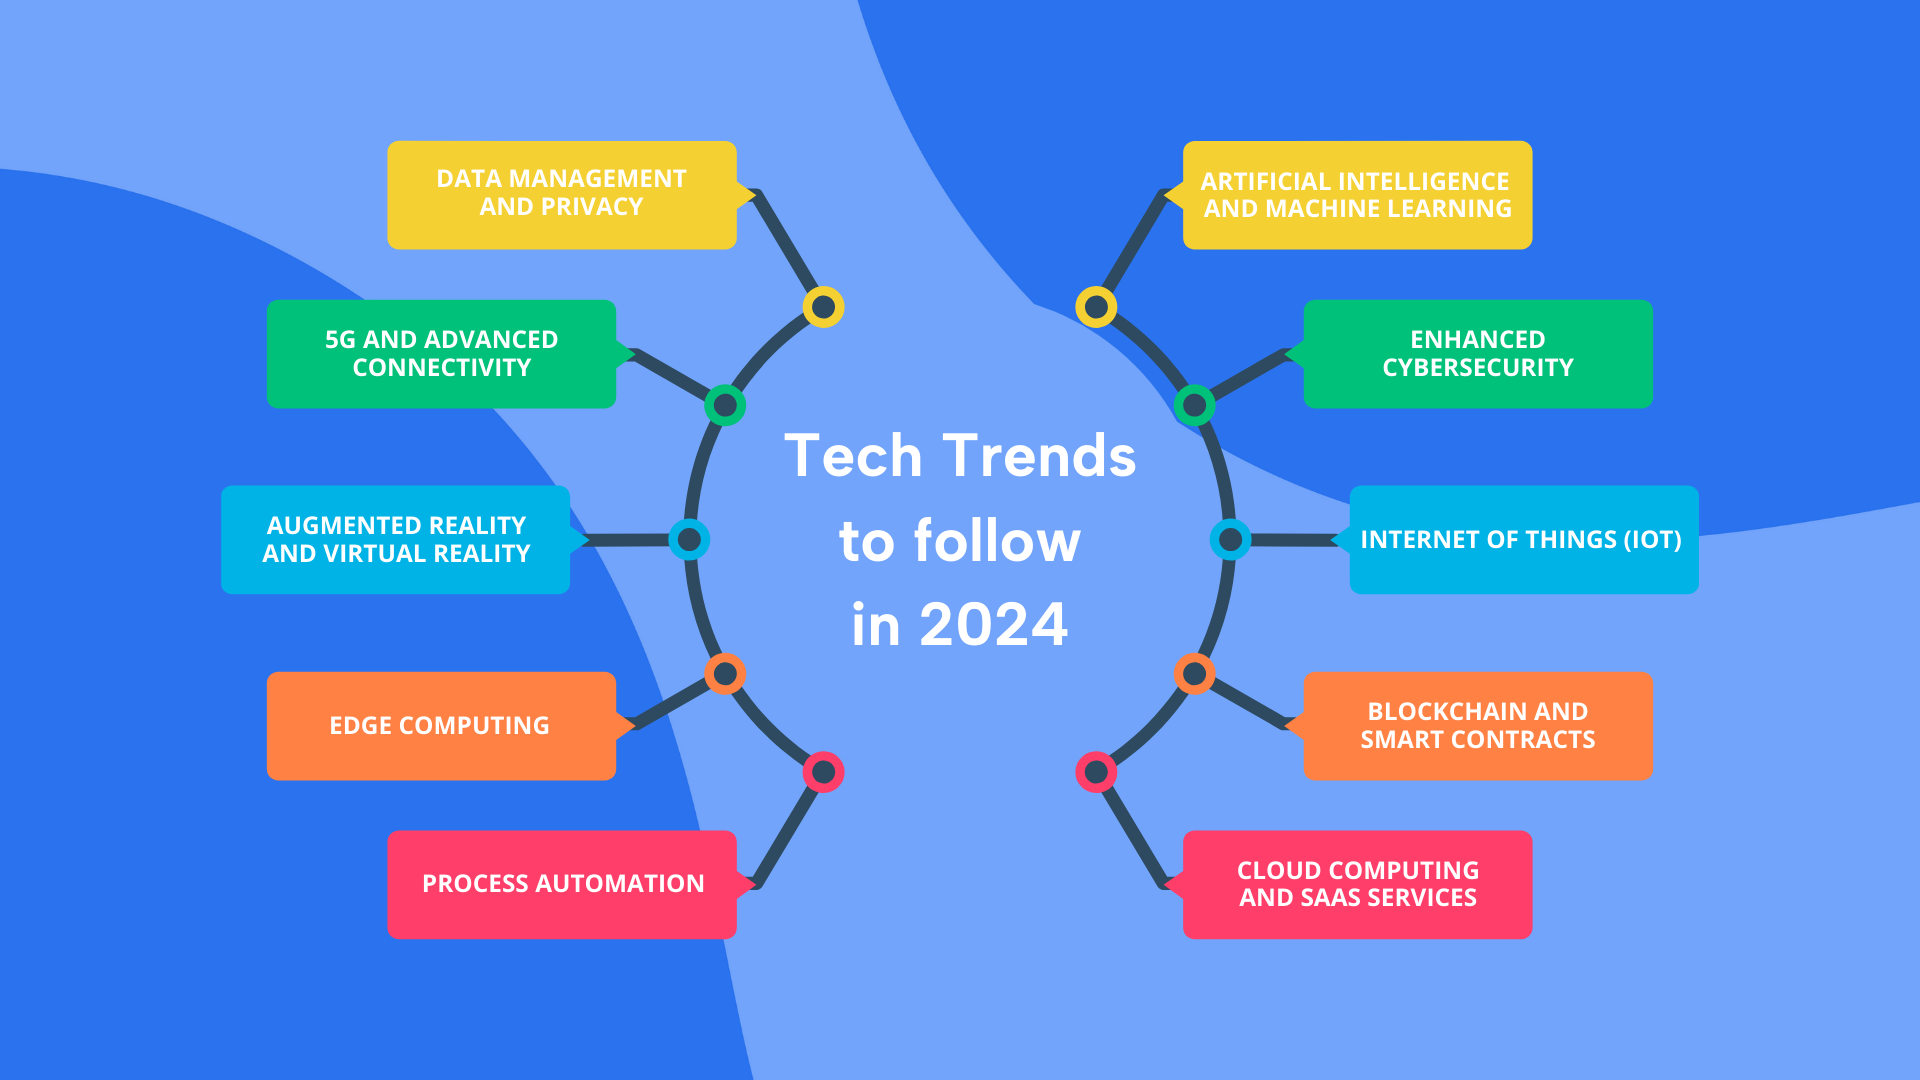 DATA MANAGEMENT
AND PRIVACY
5G AND ADVANCED
CONNECTIVITY
AUGMENTED REALITY
AND VIRTUAL REALITY
EDGE COMPUTING
PROCESS AUTOMATION
Tech Trends
to follow
in 2024
ARTIFICIAL INTELLIGENCE
AND MACHINE LEARNING
ENHANCED
CYBERSECURITY
INTERNET OF THINGS (IOT)
BLOCKCHAIN AND
SMART CONTRACTS
CLOUD COMPUTING
AND SAAS SERVICES